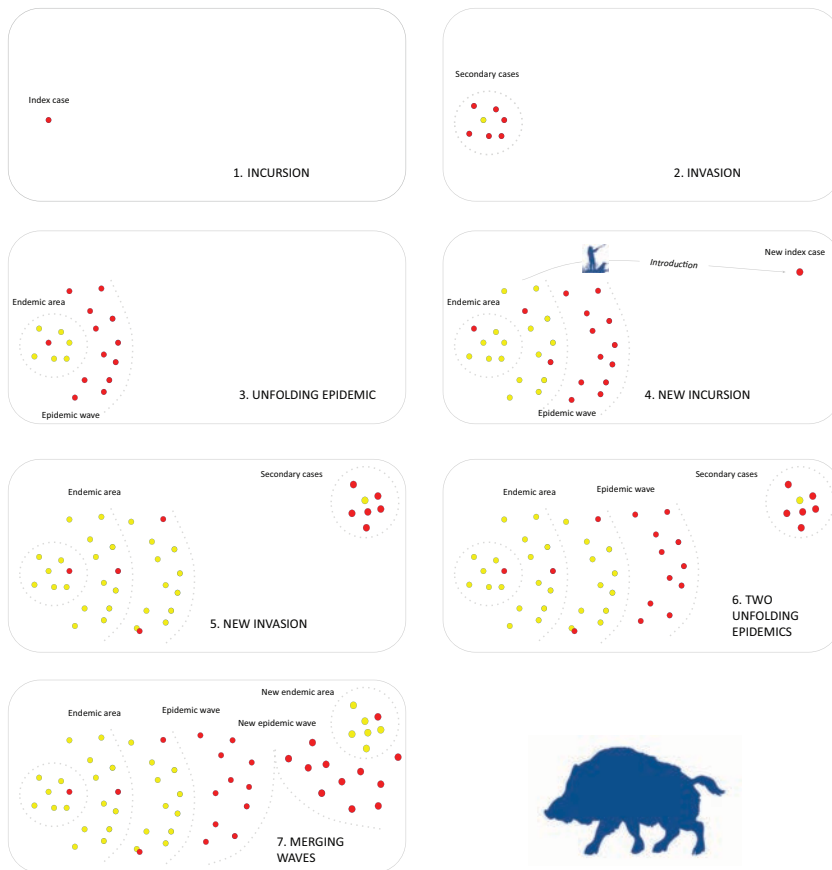 Index case
1. INCURSION
Secondary cases
2. INVASION
Endemic area
Epidemic wave
3. UNFOLDING EPIDEMIC
Introduction
New index case
Endemic area
Epidemic wave
4. NEW INCURSION
Secondary cases
Endemic area
5. NEW INVASION
Secondary cases
Epidemic wave
Endemic area
6. TWO
UNFOLDING
EPIDEMICS
New endemic area
Endemic area
Epidemic wave
New epidemic wave
7. MERGING
WAVES